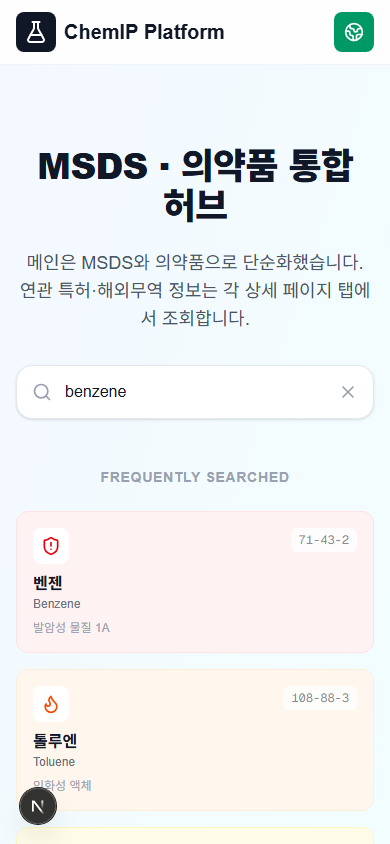 ChemIP Platform
MSDS · 의약품 통합
허브
메인은 MSDS와 의약품으로 단순화했습니다.
연관 특허·해외무역 정보는 각 상세 페이지 탭에
서 조회합니다.
benzene
FREQUENTLY SEARCHED
71-43-2
벤젠
Benzene
발암성 물질 1A
108-88-3
톨루엔
Toluene
인화성 액체
N